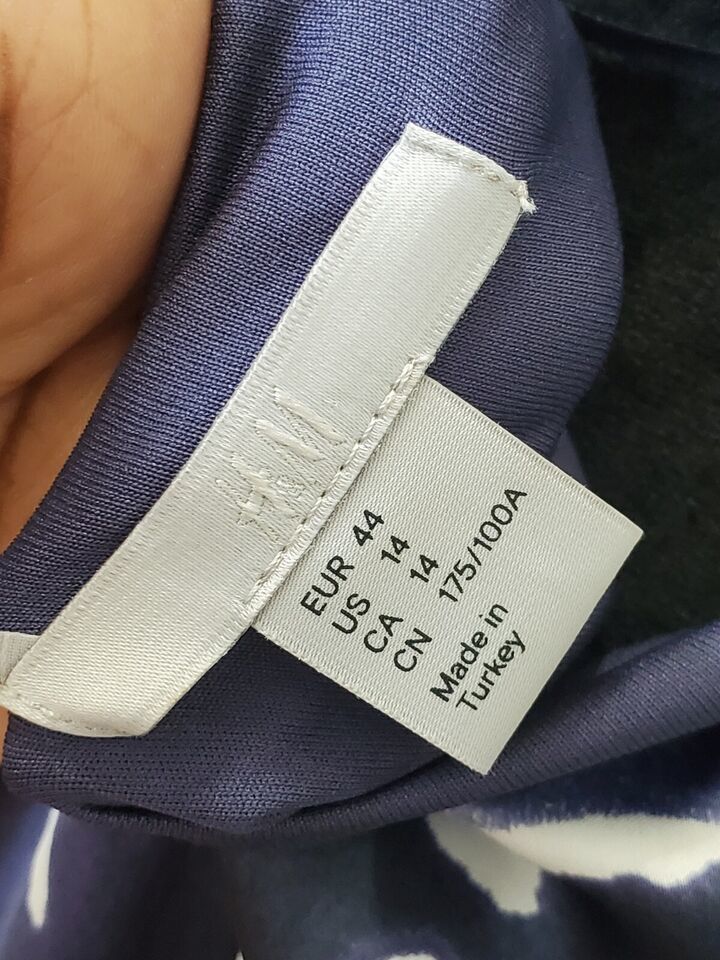 H&M
EUR 44
US 14
CA 14
CN 175/100A
Made in
Turkey